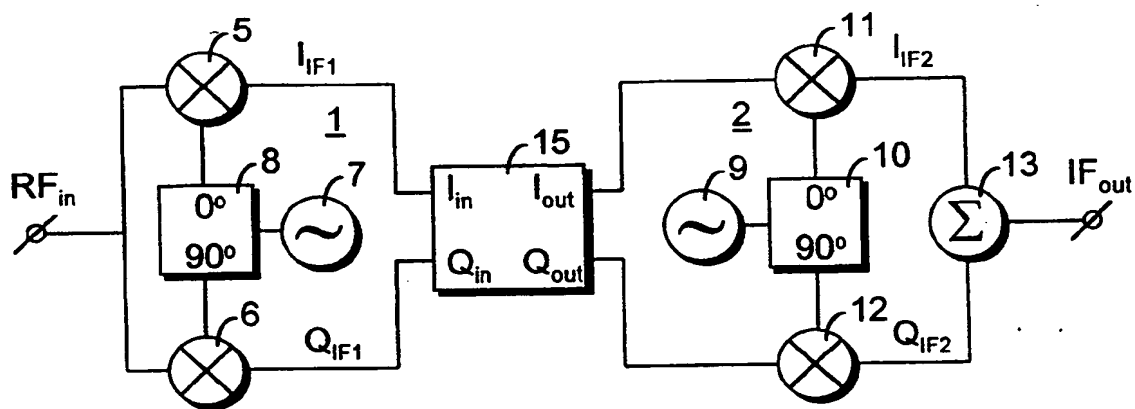 5
I_IF1
1
RF_in
8
7
0°
90°
6
Q_IF1
15
I_in I_out
Q_in Q_out
11
I_IF2
2
9
10
0°
90°
13
Σ
IF_out
12
Q_IF2